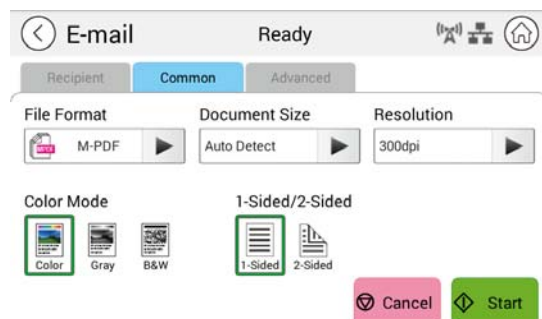 E-mail Ready
Recipient Common Advanced
File Format Document Size Resolution
M-PDF Auto Detect 300dpi
Color Mode 1-Sided/2-Sided
Color Gray B&W 1-Sided 2-Sided
Cancel Start